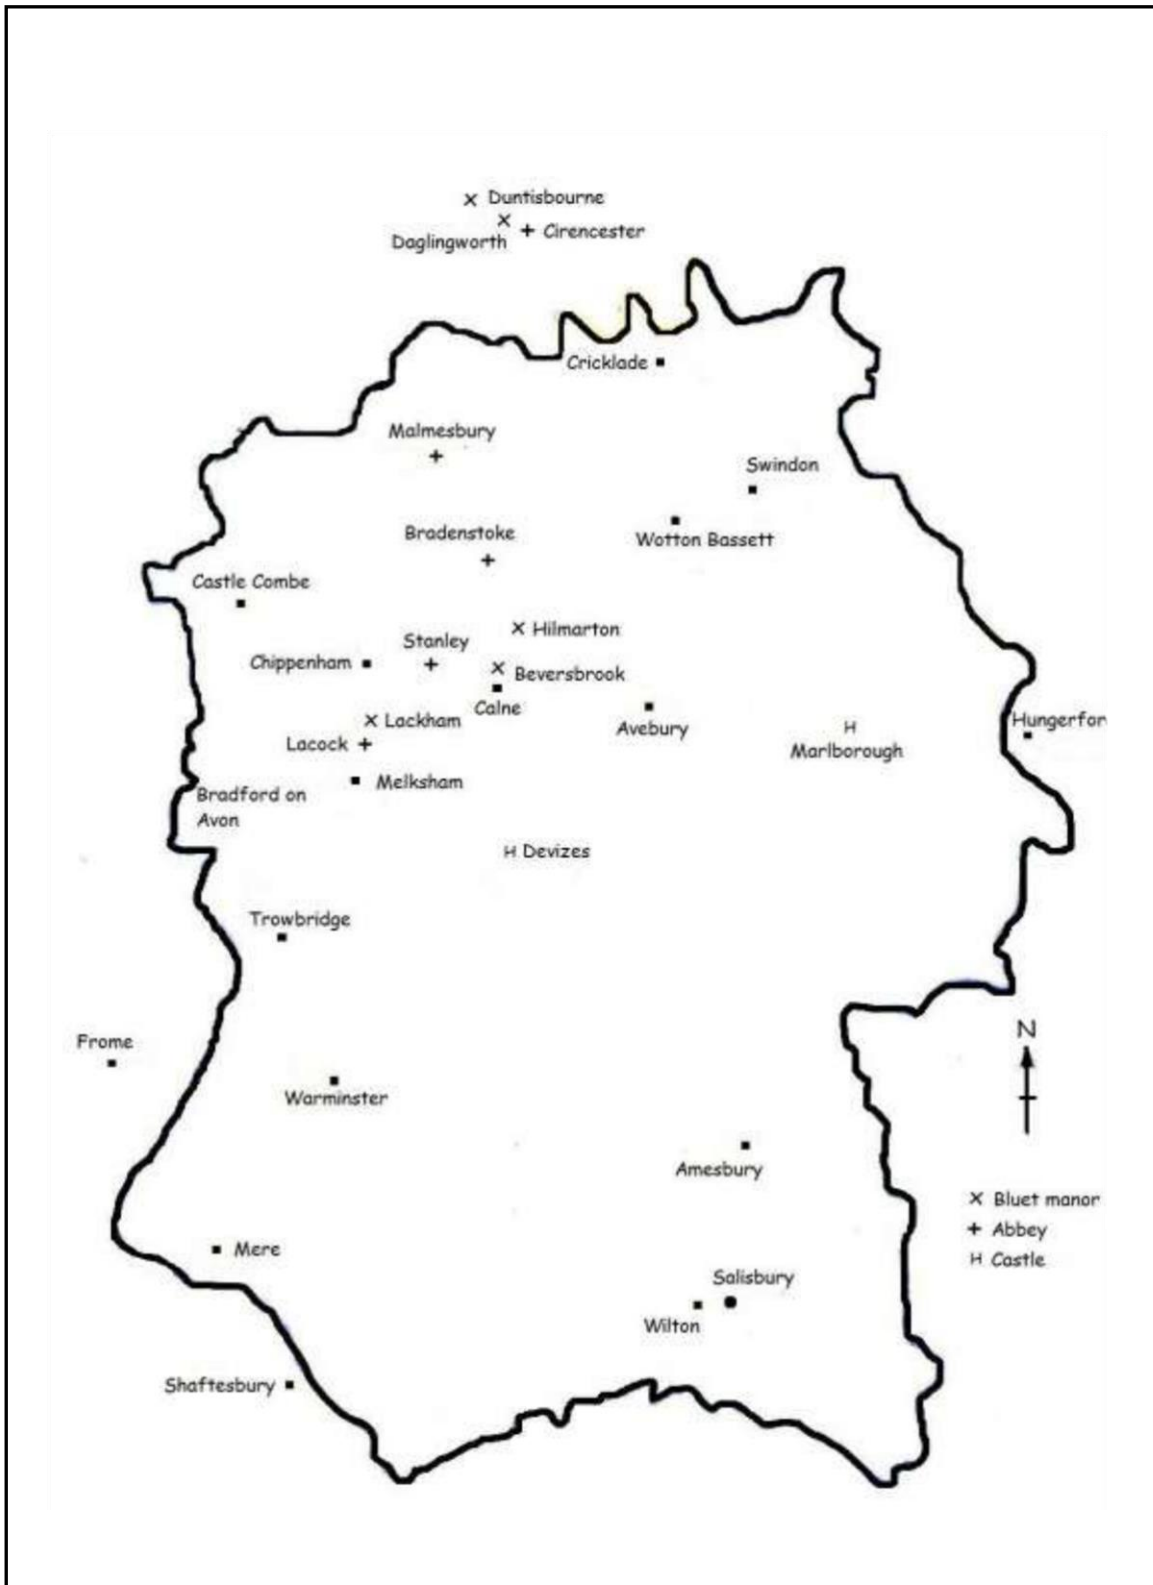 Duntisbourne
Daglingworth
Cirencester
Cricklade
Malmesbury
Swindon
Bradenstoke
Wotton Bassett
Castle Combe
Hilmarton
Stanley
Chippenham
Beversbrook
Calne
Lackham
Avebury
Hungerfor
Lacock
Marlborough
Melksham
Bradford on
Avon
H Devizes
Trowbridge
Frome
N
Warminster
Amesbury
× Bluet manor
+ Abbey
H Castle
Mere
Salisbury
Wilton
Shaftesbury